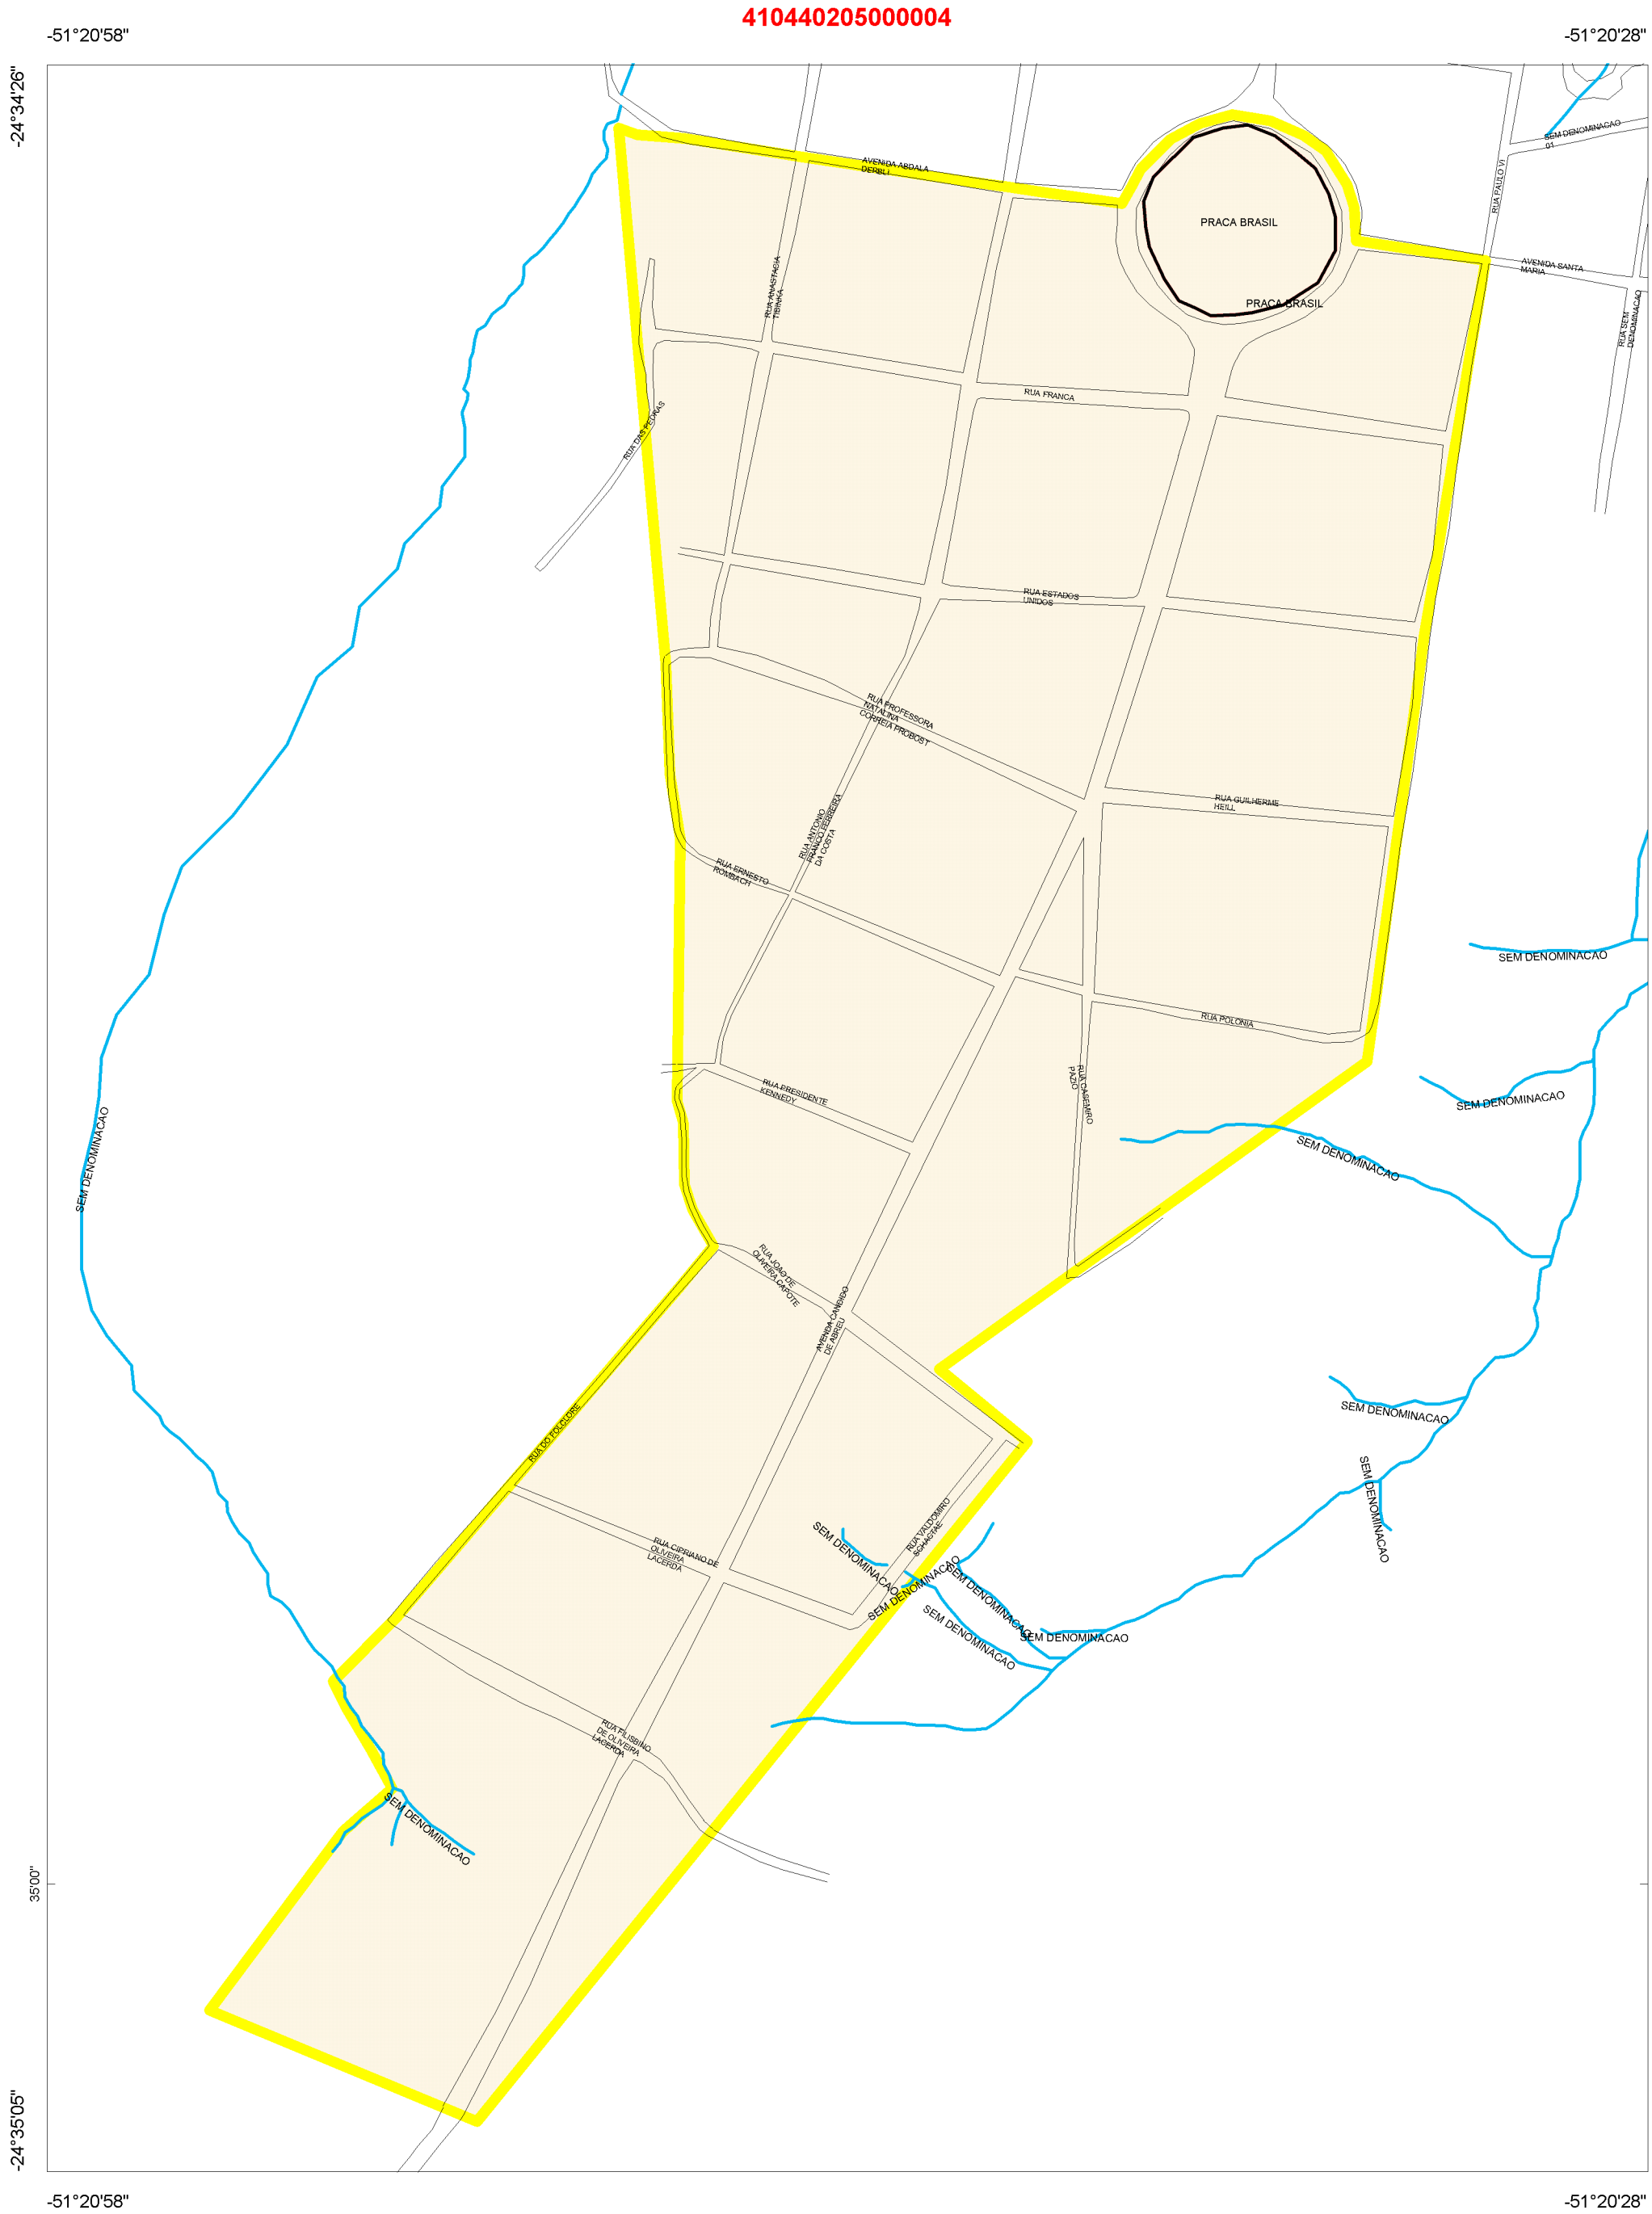 410440205000004
-51°20'58"
-51°20'28"
-24°34'26"
SEM DENOMINACAO
01
AVENIDA ABDALA
DERBLI
RUA PAULO VI
PRACA BRASIL
AVENIDA SANTA
MARIA
RUA ANASTACIA
TIBINKA
PRACA BRASIL
RUA SEM
DENOMINACAO
RUA FRANCA
RUA DAS PEDRAS
RUA ESTADOS
UNIDOS
RUA PROFESSORA
NATALINA
CORREIA PROBOST
RUA GUILHERME
HEILL
RUA ANTONIO
FRANCO FERREIRA
DA COSTA
RUA ERNESTO
ROMBACH
SEM DENOMINACAO
RUA POLONIA
RUA PRESIDENTE
KENNEDY
RUA CASEMIRO
PAZIO
SEM DENOMINACAO
SEM DENOMINACAO
SEM DENOMINACAO
RUA JOAO DE
OLIVEIRA CAPOTE
AVENIDA CANDIDO
DE ABREU
SEM DENOMINACAO
RUA DO FOLCLORE
SEM DENOMINACAO
RUA VALDOMIRO
SCHACTAE
RUA CIPRIANO DE
OLIVEIRA
LACERDA
SEM DENOMINACAO
SEM DENOMINACAO
SEM DENOMINACAO
SEM DENOMINACAO
SEM DENOMINACAO
RUA FILISBINO
DE OLIVEIRA
LACERDA
SEM DENOMINACAO
35'00"
-24°35'05"
-51°20'58"
-51°20'28"